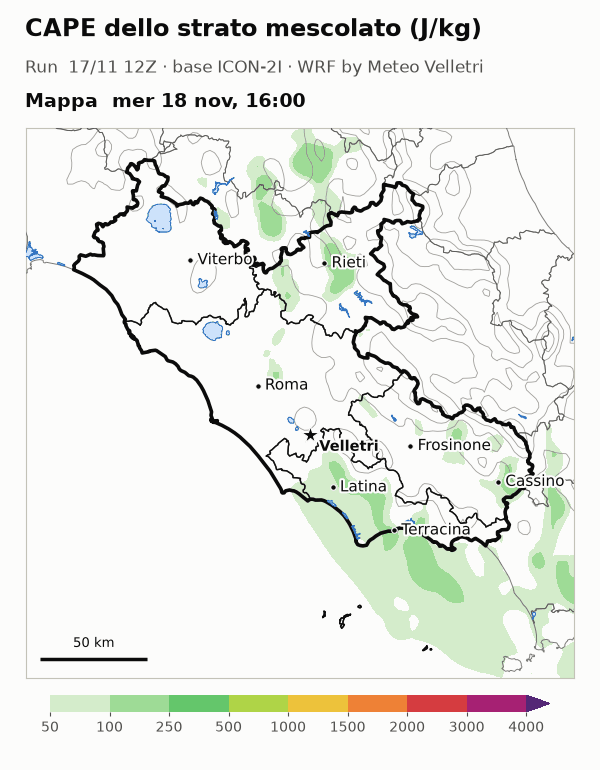 CAPE dello strato mescolato (J/kg)
Run  17/11 12Z · base ICON-2I · WRF by Meteo Velletri
Mappa  mer 18 nov, 16:00
Viterbo
Rieti
Roma
Velletri
Frosinone
Latina
Cassino
Terracina
50 km
50 100 250 500 1000 1500 2000 3000 4000